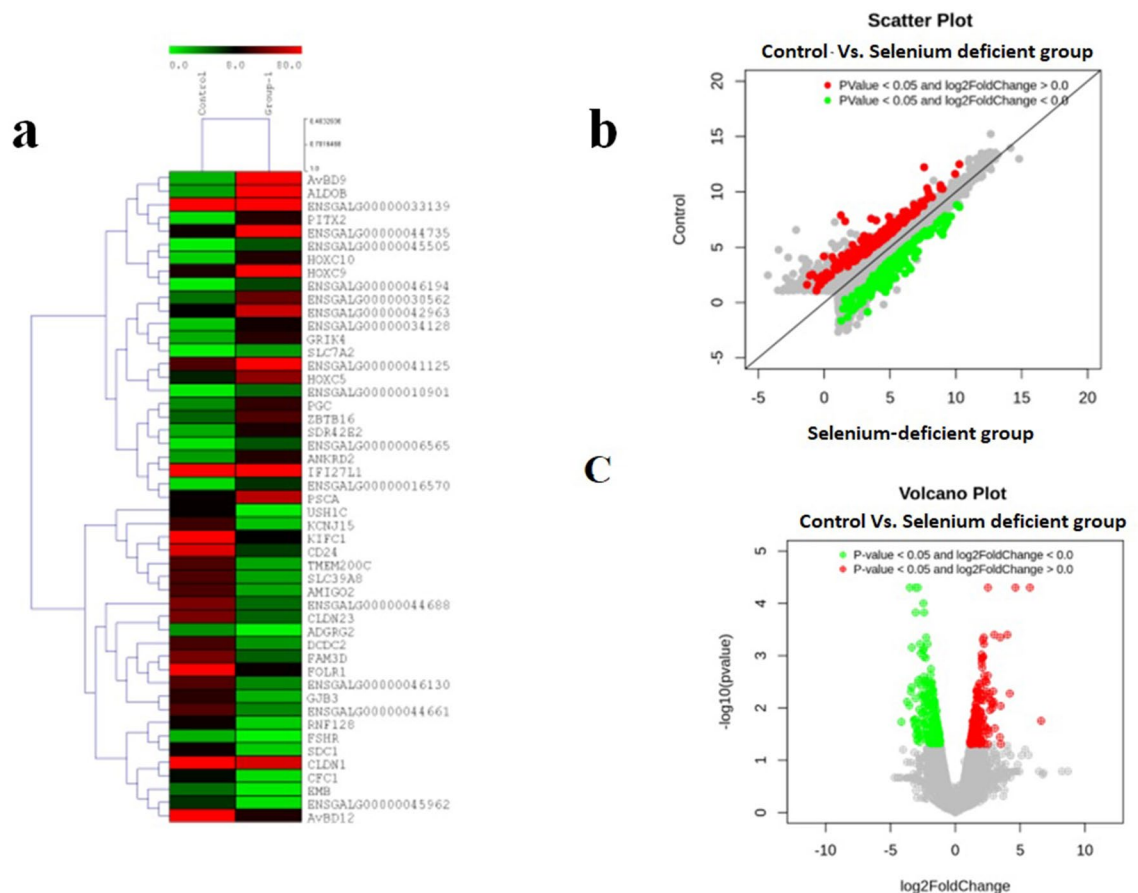 a
0.0 8.0 80.0
Control
Group-1
1.0
AvBD9
ALDOB
ENSGALG00000033139
PITX2
ENSGALG00000044735
ENSGALG00000045505
HOXC10
HOXC9
ENSGALG00000046194
ENSGALG00000030562
ENSGALG00000042963
ENSGALG00000034128
GRIK4
SLC7A2
ENSGALG00000041125
HOXC5
ENSGALG00000010901
PGC
ZBTB16
SDR42E2
ENSGALG00000006565
ANKRD2
IFI27L1
ENSGALG00000016570
PSCA
USH1C
KCNJ15
KIFC1
CD24
TMEM200C
SLC39A8
AMIGO2
ENSGALG00000044688
CLDN23
ADGRG2
DCDC2
FAM3D
FOLR1
ENSGALG00000046130
GJB3
ENSGALG00000044661
RNF128
FSHR
SDC1
CLDN1
CFC1
EMB
ENSGALG00000045962
AvBD12
b
Scatter Plot
Control Vs. Selenium deficient group
PValue < 0.05 and log2FoldChange > 0.0
PValue < 0.05 and log2FoldChange < 0.0
Control
20
15
10
5
0
-5
-5 0 5 10 15 20
Selenium-deficient group
C
Volcano Plot
Control Vs. Selenium deficient group
P-value < 0.05 and log2FoldChange < 0.0
P-value < 0.05 and log2FoldChange > 0.0
-log10(pvalue)
5
4
3
2
1
0
-10 -5 0 5 10
log2FoldChange